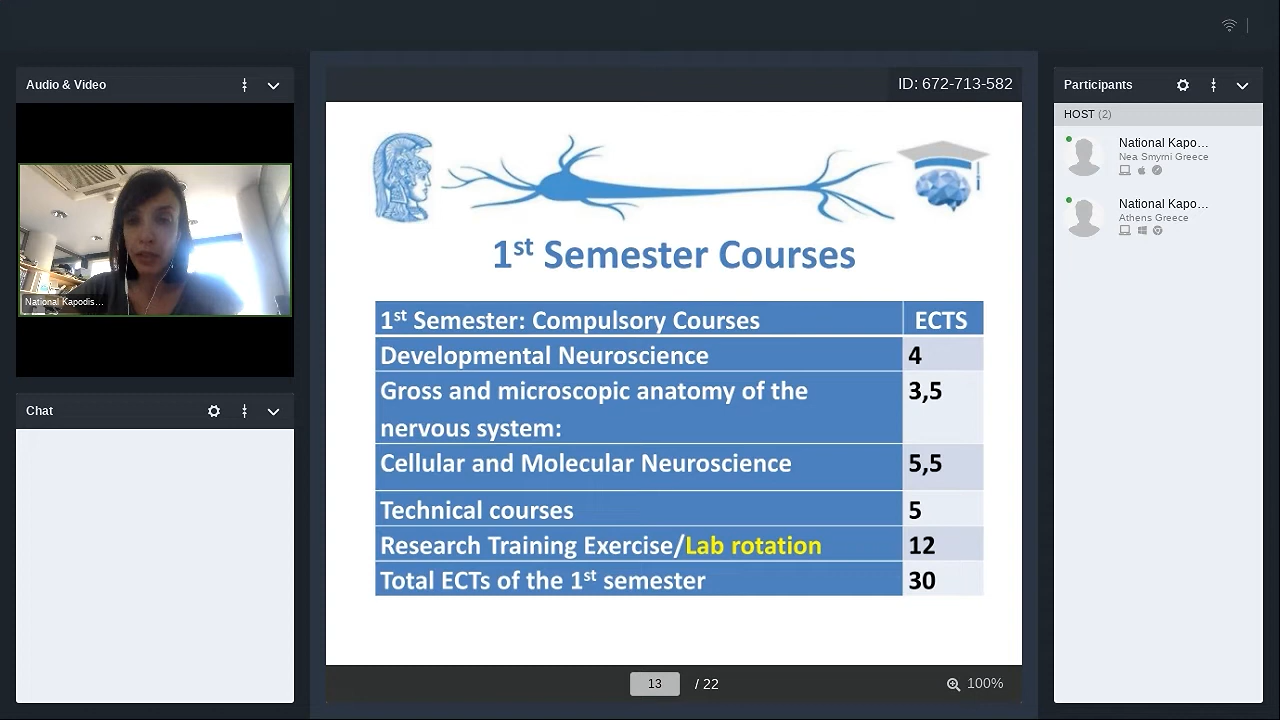 Audio & Video
National Kapodis...
Chat
ID: 672-713-582
1st Semester Courses
1st Semester: Compulsory Courses ECTS
Developmental Neuroscience 4
Gross and microscopic anatomy of the 3,5
nervous system:
Cellular and Molecular Neuroscience 5,5
Technical courses 5
Research Training Exercise/Lab rotation 12
Total ECTs of the 1st semester 30
13 / 22
100%
Participants
HOST (2)
National Kapo...
Nea Smyrni Greece
National Kapo...
Athens Greece